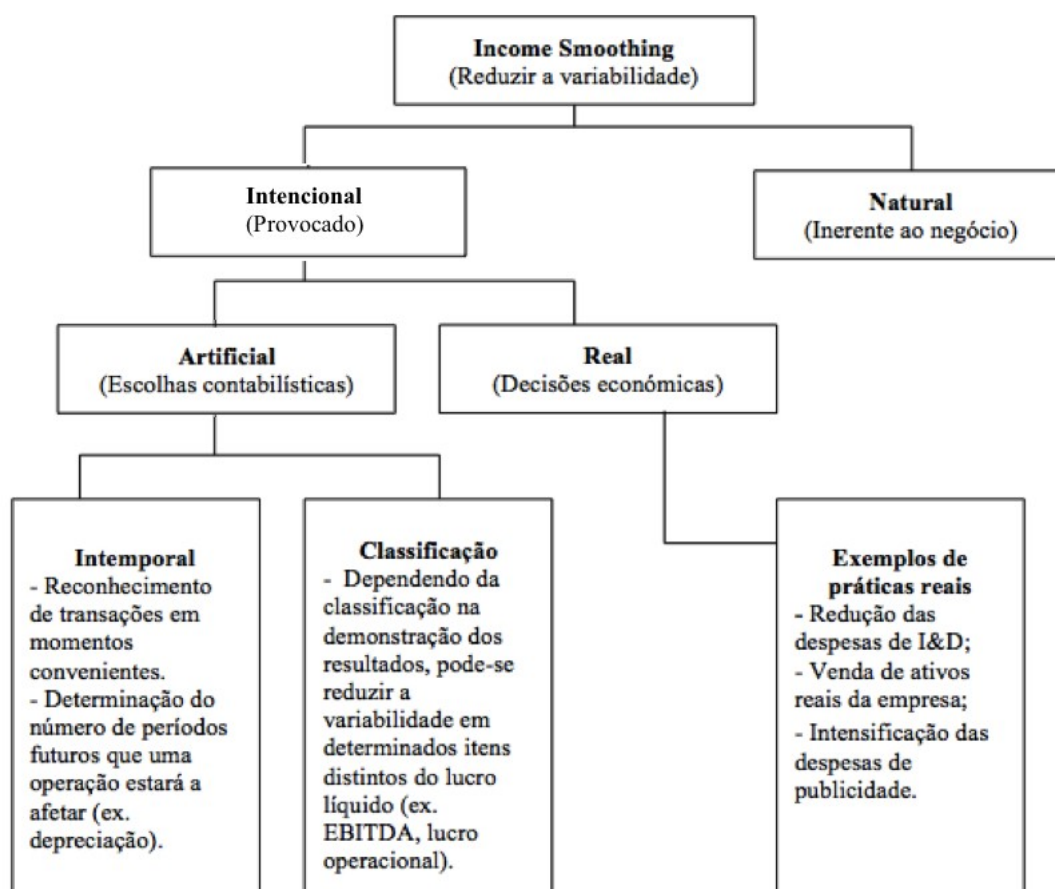 Income Smoothing
(Reduzir a variabilidade)
Intencional
(Provocado)
Natural
(Inerente ao negócio)
Artificial
(Escolhas contabilísticas)
Real
(Decisões económicas)
Intemporal
- Reconhecimento
de transações em
momentos
convenientes.
- Determinação do
número de períodos
futuros que uma
operação estará a
afetar (ex.
depreciação).
Classificação
- Dependendo da
classificação na
demonstração dos
resultados, pode-se
reduzir a
variabilidade em
determinados itens
distintos do lucro
líquido (ex.
EBITDA, lucro
operacional).
Exemplos de
práticas reais
- Redução das
despesas de I&D;
- Venda de ativos
reais da empresa;
- Intensificação das
despesas de
publicidade.